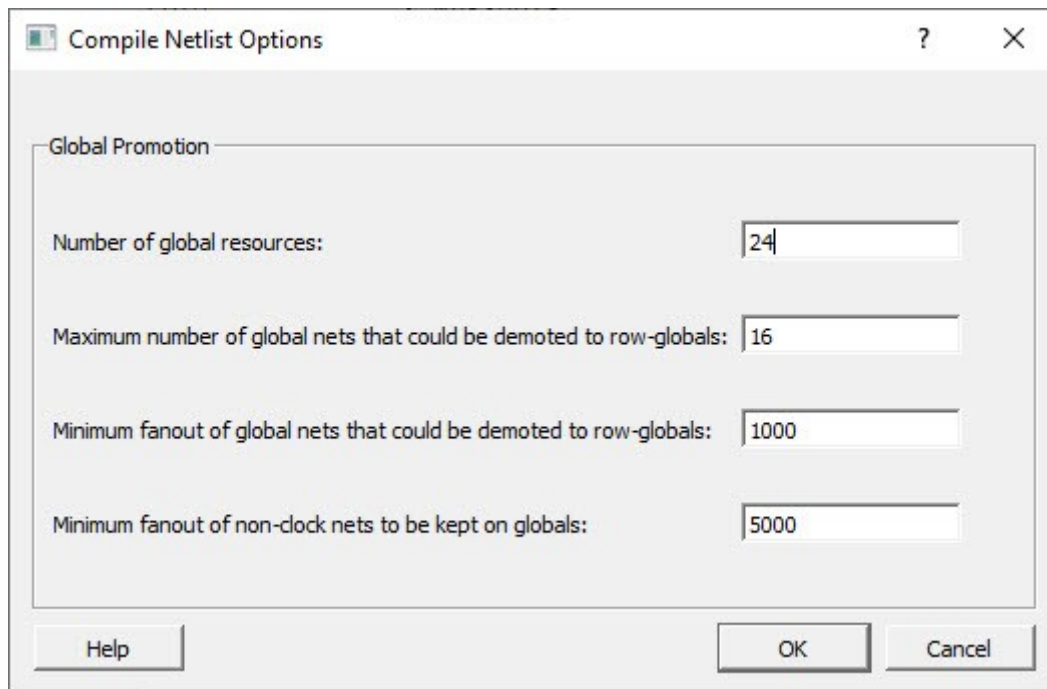 Compile Netlist Options
?
Global Promotion
Number of global resources: 24
Maximum number of global nets that could be demoted to row-globals: 16
Minimum fanout of global nets that could be demoted to row-globals: 1000
Minimum fanout of non-clock nets to be kept on globals: 5000
Help OK Cancel